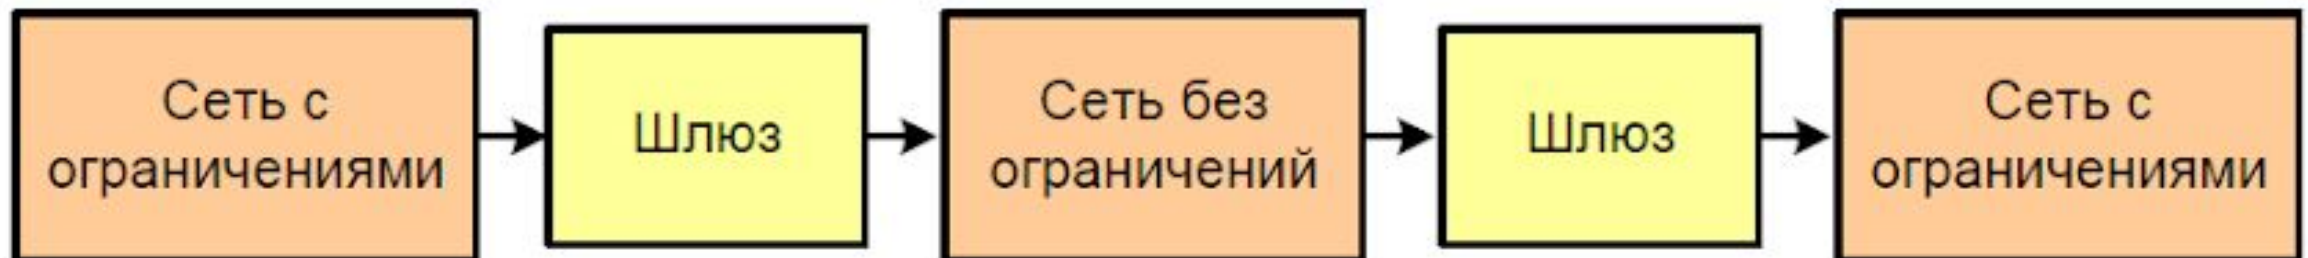 Сеть с
ограничениями
Шлюз
Сеть без
ограничений
Шлюз
Сеть с
ограничениями